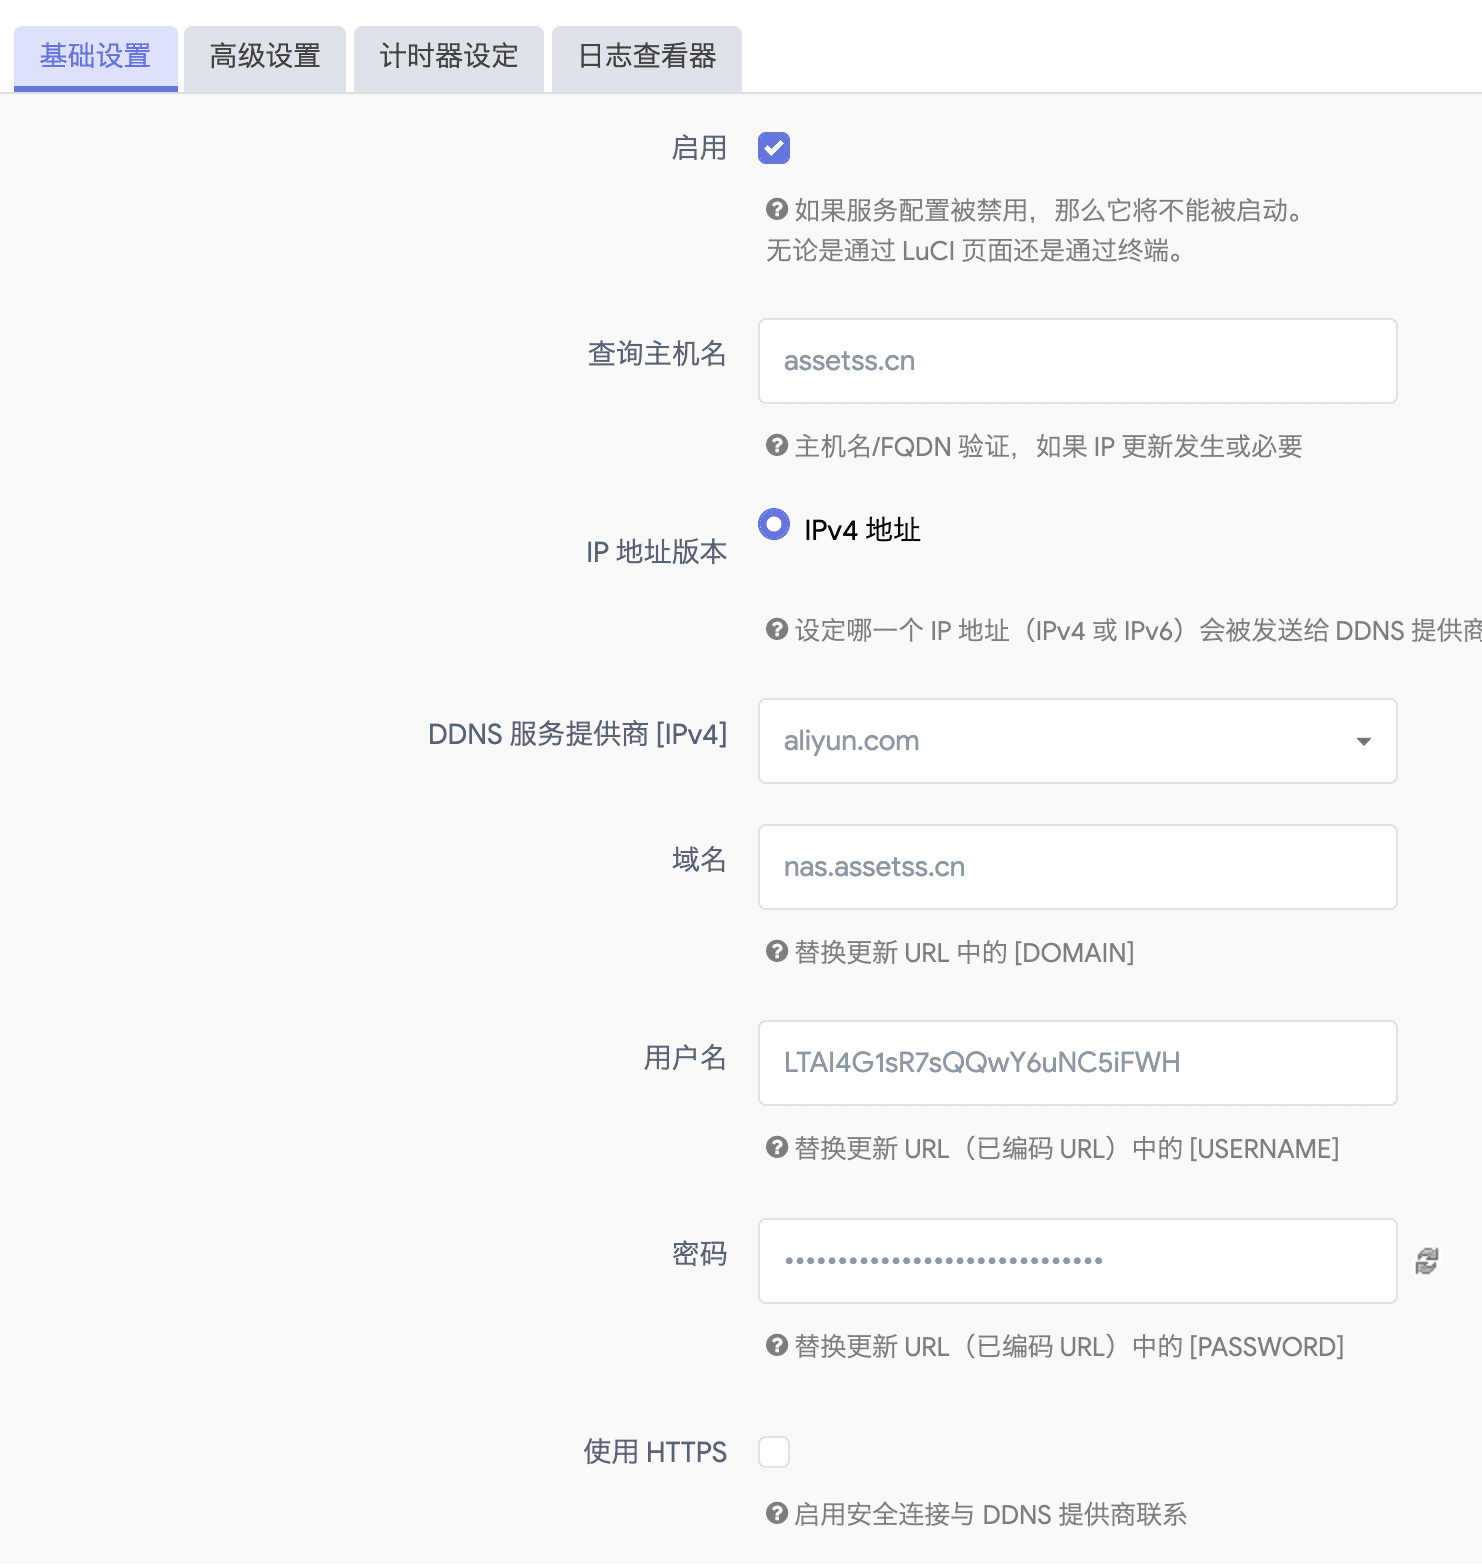 基础设置 高级设置 计时器设定 日志查看器
启用
如果服务配置被禁用，那么它将不能被启动。
无论是通过 LuCI 页面还是通过终端。
查询主机名 assetss.cn
主机名/FQDN 验证，如果 IP 更新发生或必要
IP 地址版本 IPv4 地址
设定哪一个 IP 地址（IPv4 或 IPv6）会被发送给 DDNS 提供商
DDNS 服务提供商 [IPv4] aliyun.com
域名 nas.assetss.cn
替换更新 URL 中的 [DOMAIN]
用户名 LTAI4G1sR7sQQwY6uNC5iFWH
替换更新 URL（已编码 URL）中的 [USERNAME]
密码 ••••••••••••••••••••••••••••••
替换更新 URL（已编码 URL）中的 [PASSWORD]
使用 HTTPS
启用安全连接与 DDNS 提供商联系